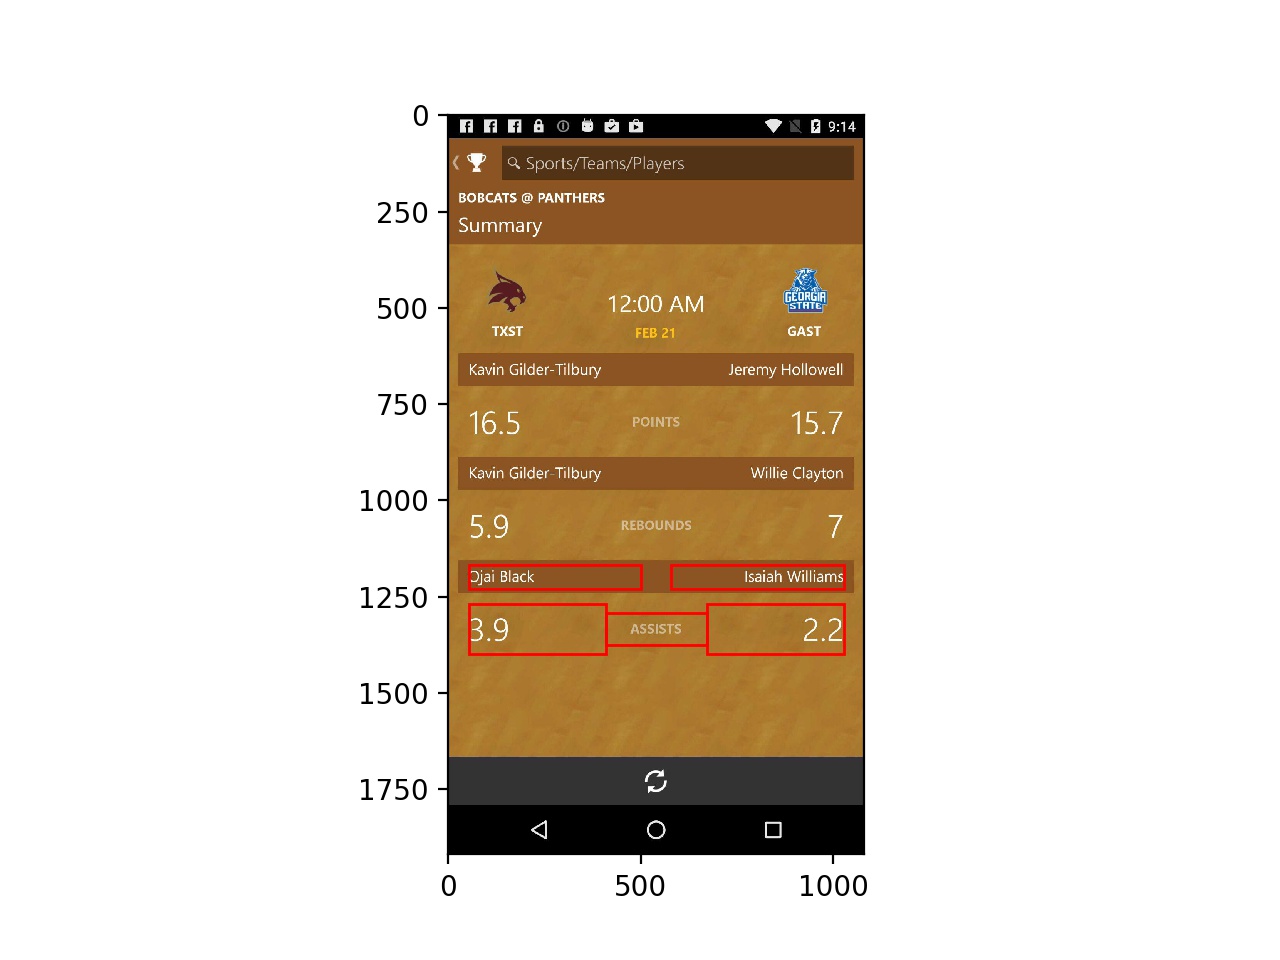 0
250
500
750
1000
1250
1500
1750
0 500 1000
9:14
Sports/Teams/Players
BOBCATS @ PANTHERS
Summary
GEORGIA STATE
12:00 AM
TXST FEB 21 GAST
Kavin Gilder-Tilbury Jeremy Hollowell
16.5 POINTS 15.7
Kavin Gilder-Tilbury Willie Clayton
5.9 REBOUNDS 7
Ojai Black Isaiah Williams
3.9 ASSISTS 2.2